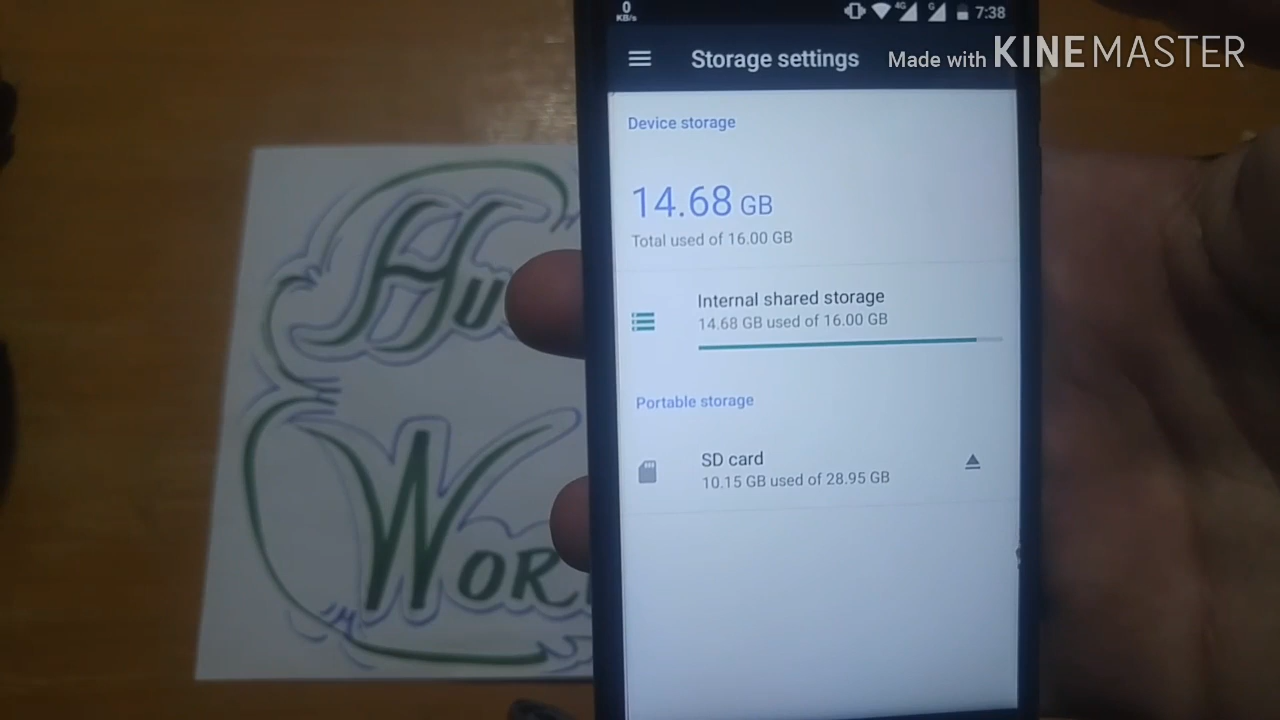 0
KB/s
4G
G
7:38
Storage settings
Made with KINEMASTER
Device storage
14.68 GB
Total used of 16.00 GB
Internal shared storage
14.68 GB used of 16.00 GB
Portable storage
SD card
10.15 GB used of 28.95 GB